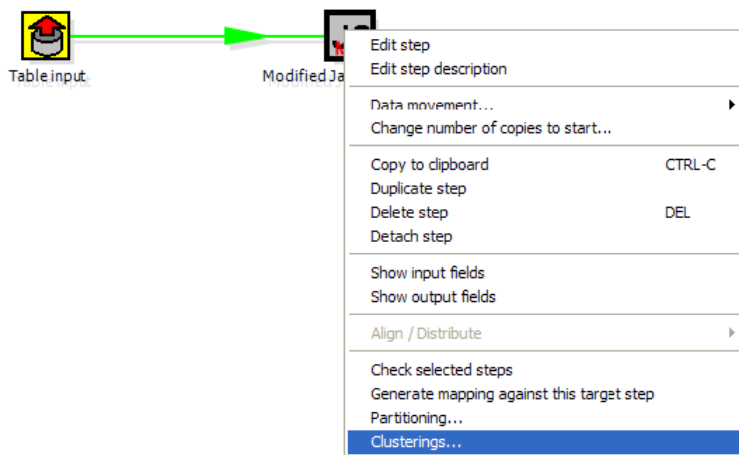 Table input
Modified Ja
Edit step
Edit step description
Data movement...
Change number of copies to start...
Copy to clipboard CTRL-C
Duplicate step
Delete step DEL
Detach step
Show input fields
Show output fields
Align / Distribute
Check selected steps
Generate mapping against this target step
Partitioning...
Clusterings...